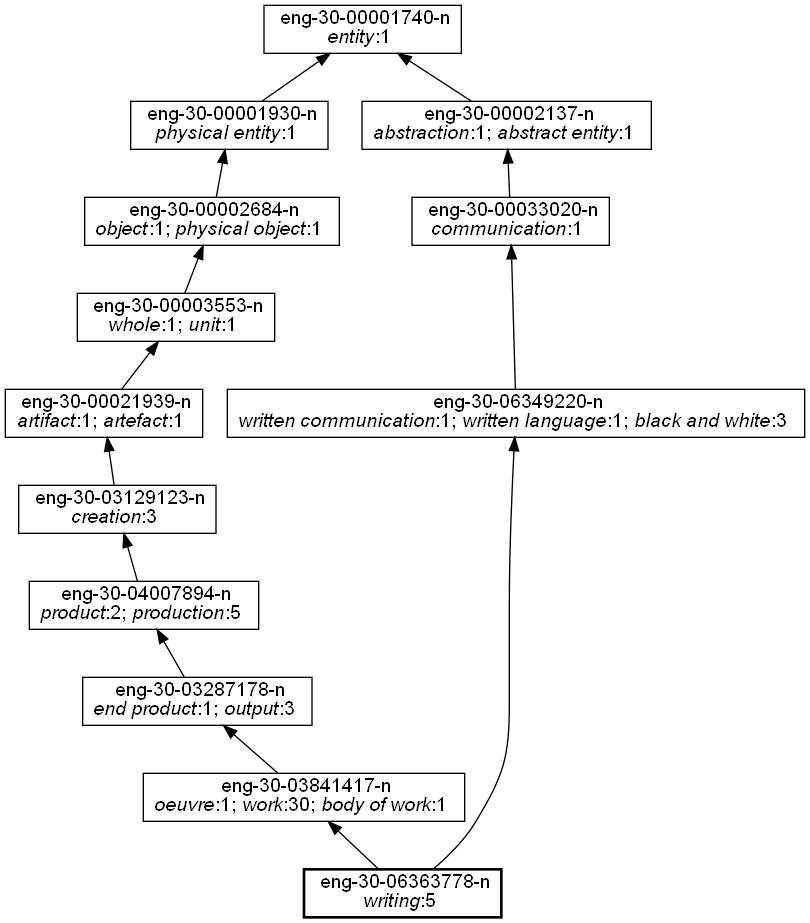 eng-30-00001740-n
entity:1
eng-30-00001930-n
physical entity:1
eng-30-00002137-n
abstraction:1; abstract entity:1
eng-30-00002684-n
object:1; physical object:1
eng-30-00033020-n
communication:1
eng-30-00003553-n
whole:1; unit:1
eng-30-00021939-n
artifact:1; artefact:1
eng-30-06349220-n
written communication:1; written language:1; black and white:3
eng-30-03129123-n
creation:3
eng-30-04007894-n
product:2; production:5
eng-30-03287178-n
end product:1; output:3
eng-30-03841417-n
oeuvre:1; work:30; body of work:1
eng-30-06363778-n
writing:5